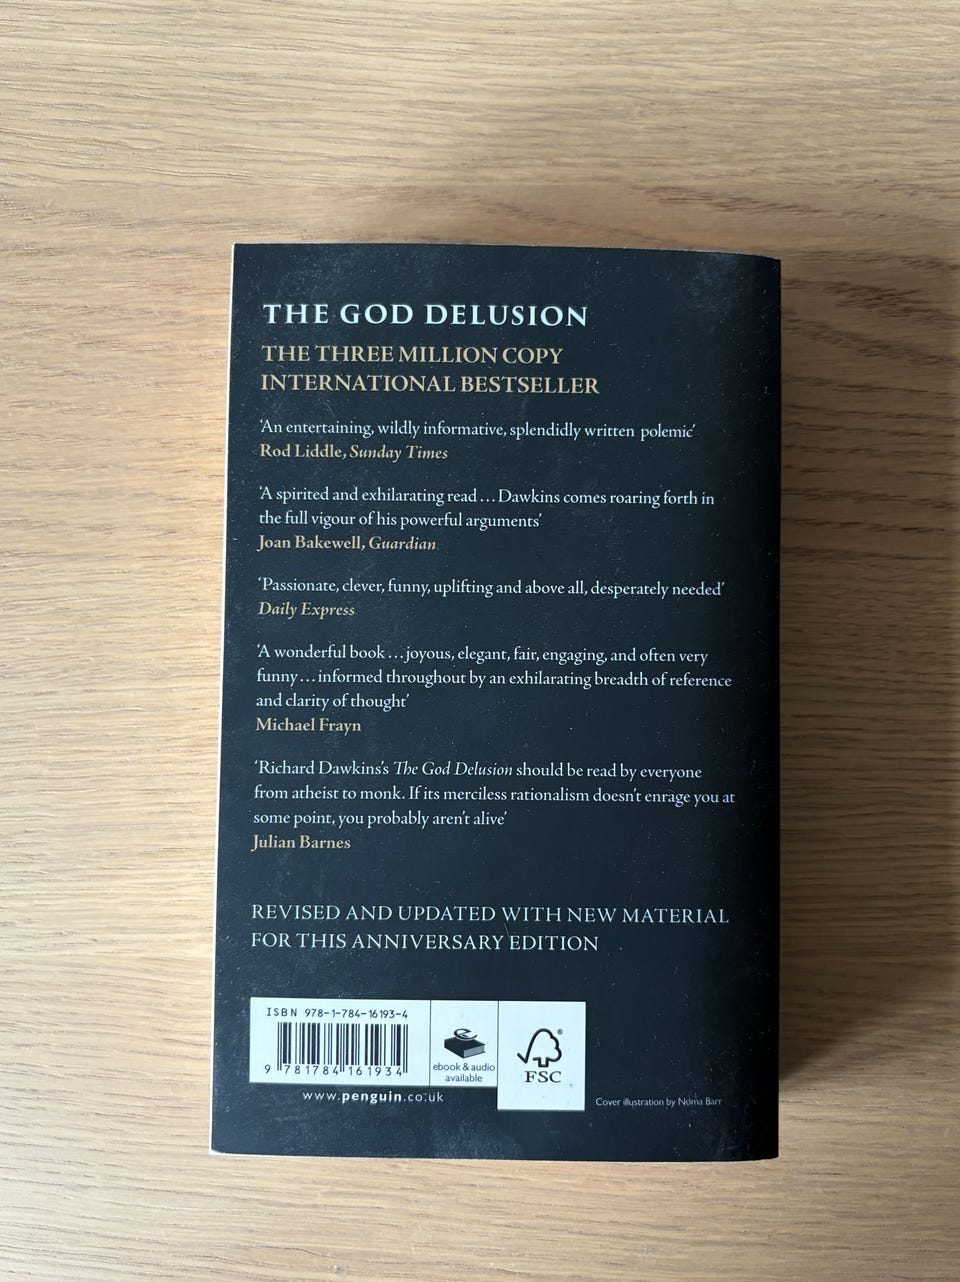 THE GOD DELUSION
THE THREE MILLION COPY
INTERNATIONAL BESTSELLER
‘An entertaining, wildly informative, splendidly written polemic’
Rod Liddle, Sunday Times
‘A spirited and exhilarating read…Dawkins comes roaring forth in
the full vigour of his powerful arguments’
Joan Bakewell, Guardian
‘Passionate, clever, funny, uplifting and above all, desperately needed’
Daily Express
‘A wonderful book…joyous, elegant, fair, engaging, and often very
funny…informed throughout by an exhilarating breadth of reference
and clarity of thought’
Michael Frayn
‘Richard Dawkins’s The God Delusion should be read by everyone
from atheist to monk. If its merciless rationalism doesn’t enrage you at
some point, you probably aren’t alive’
Julian Barnes
REVISED AND UPDATED WITH NEW MATERIAL
FOR THIS ANNIVERSARY EDITION
ISBN 978-1-784-16193-4
9 781784 161934
ebook & audio
available
®
FSC
www.penguin.co.uk
Cover illustration by Noma Barr